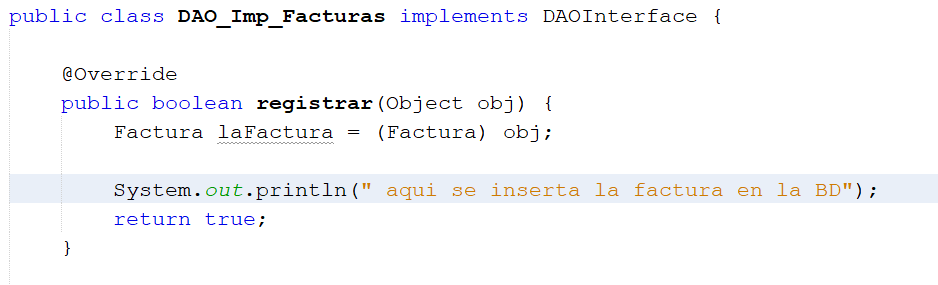 public class DAO_Imp_Facturas implements DAOInterface {
@Override
public boolean registrar(Object obj) {
Factura laFactura = (Factura) obj;
System.out.println(" aqui se inserta la factura en la BD");
return true;
}